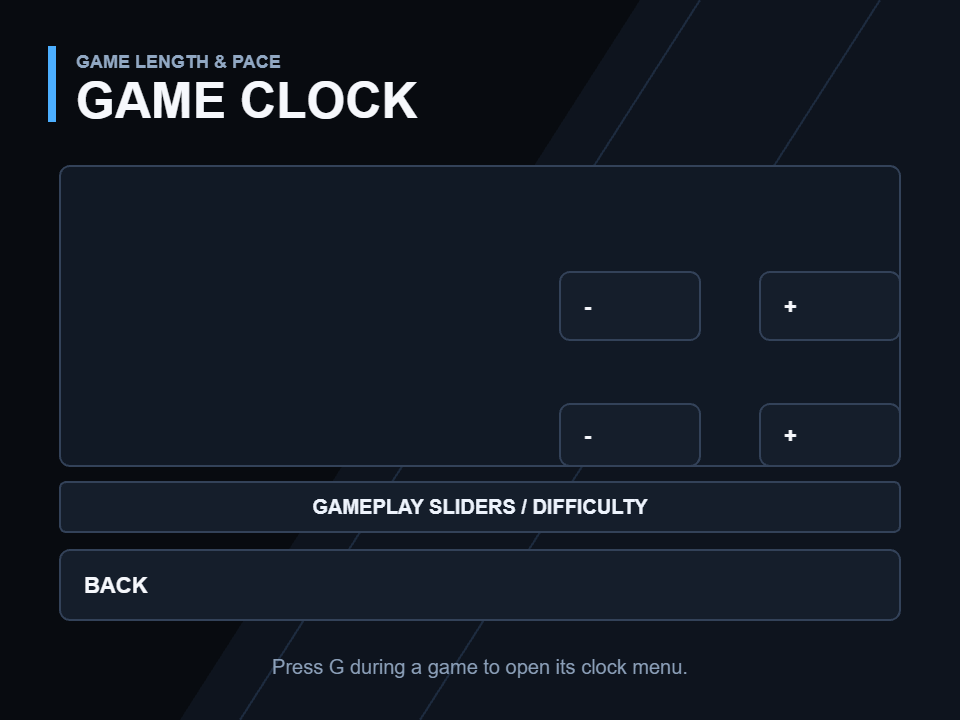 GAME LENGTH & PACE
GAME CLOCK
- +
- +
GAMEPLAY SLIDERS / DIFFICULTY
BACK
Press G during a game to open its clock menu.